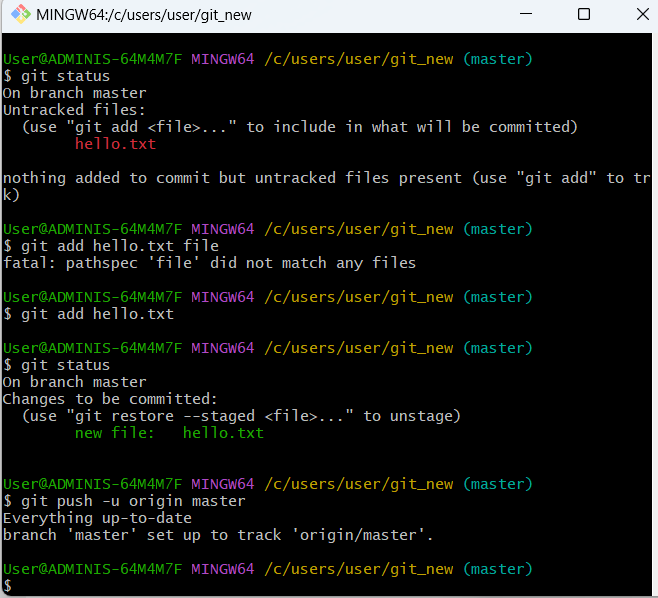 MINGW64:/c/users/user/git_new
User@ADMINIS-64M4M7F MINGW64 /c/users/user/git_new (master)
$ git status
On branch master
Untracked files:
  (use "git add <file>..." to include in what will be committed)
        hello.txt
nothing added to commit but untracked files present (use "git add" to tr
k)
User@ADMINIS-64M4M7F MINGW64 /c/users/user/git_new (master)
$ git add hello.txt file
fatal: pathspec 'file' did not match any files
User@ADMINIS-64M4M7F MINGW64 /c/users/user/git_new (master)
$ git add hello.txt
User@ADMINIS-64M4M7F MINGW64 /c/users/user/git_new (master)
$ git status
On branch master
Changes to be committed:
  (use "git restore --staged <file>..." to unstage)
        new file:   hello.txt
User@ADMINIS-64M4M7F MINGW64 /c/users/user/git_new (master)
$ git push -u origin master
Everything up-to-date
branch 'master' set up to track 'origin/master'.
User@ADMINIS-64M4M7F MINGW64 /c/users/user/git_new (master)
$